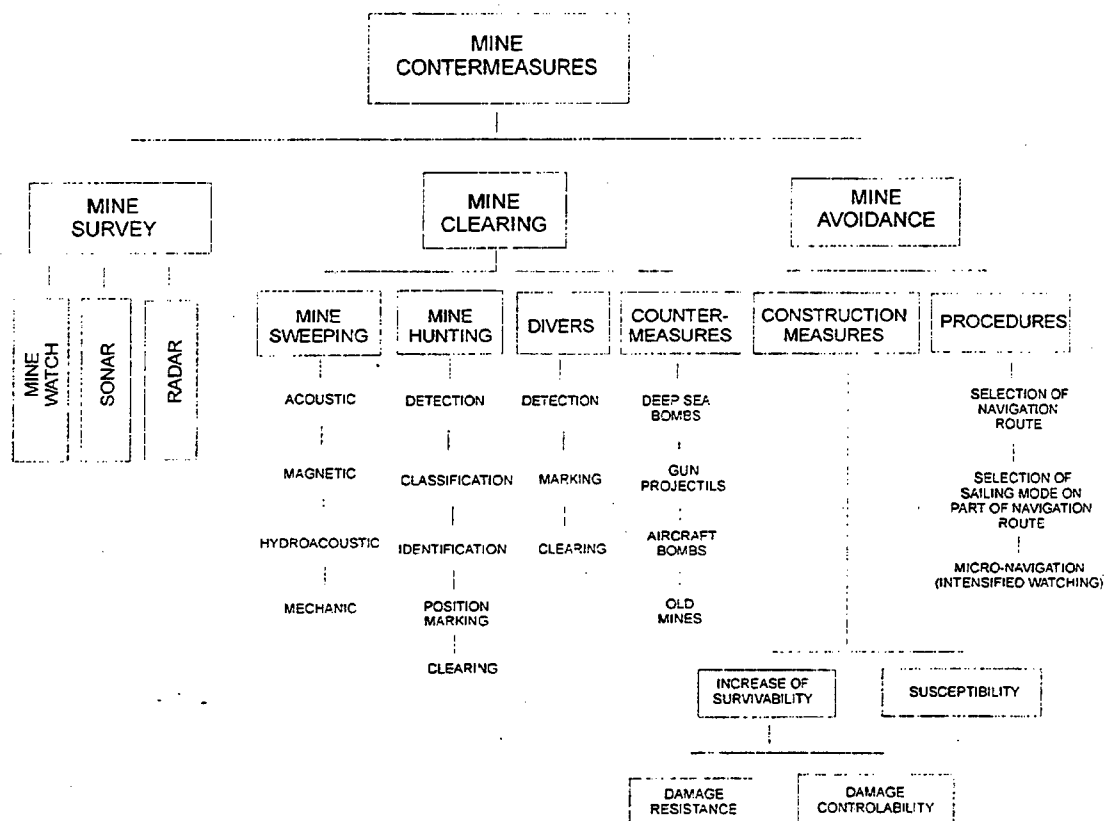 MINE
CONTERMEASURES
MINE
SURVEY
MINE
CLEARING
MINE
AVOIDANCE
MINE
WATCH
SONAR
RADAR
MINE
SWEEPING
ACOUSTIC
MAGNETIC
HYDROACOUSTIC
MECHANIC
MINE
HUNTING
DETECTION
CLASSIFICATION
IDENTIFICATION
POSITION
MARKING
CLEARING
DIVERS
DETECTION
MARKING
CLEARING
COUNTER-
MEASURES
DEEP SEA
BOMBS
GUN
PROJECTILS
AIRCRAFT
BOMBS
OLD
MINES
CONSTRUCTION
MEASURES
PROCEDURES
SELECTION OF
NAVIGATION
ROUTE
SELECTION OF
SAILING MODE ON
PART OF NAVIGATION
ROUTE
MICRO-NAVIGATION
(INTENSIFIED WATCHING)
INCREASE OF
SURVIVABILITY
SUSCEPTIBILITY
DAMAGE
RESISTANCE
DAMAGE
CONTROLABILITY